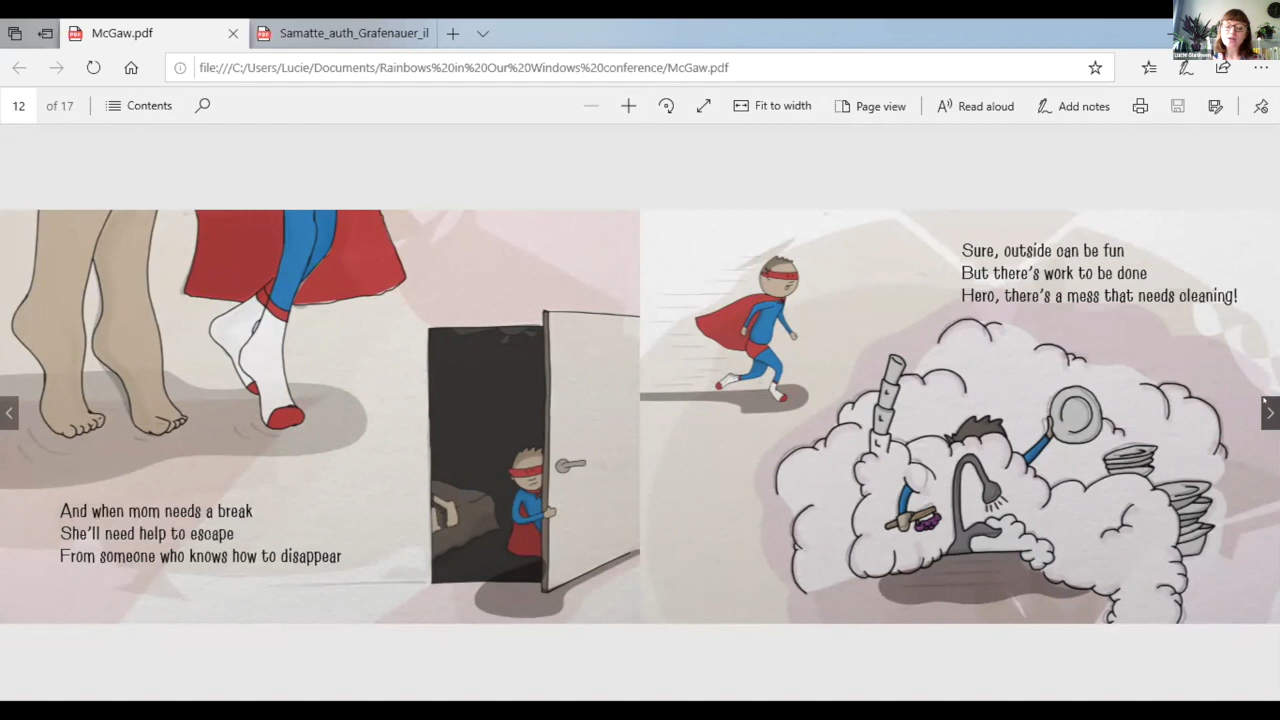 McGaw.pdf
Samatte_auth_Grafenauer_il
file:///C:/Users/Lucie/Documents/Rainbows%20in%20Our%20Windows%20conference/McGaw.pdf
12 of 17
Contents
Fit to width
Page view
Read aloud
Add notes
Sure, outside can be fun
But there's work to be done
Hero, there's a mess that needs cleaning!
And when mom needs a break
She'll need help to escape
From someone who knows how to disappear